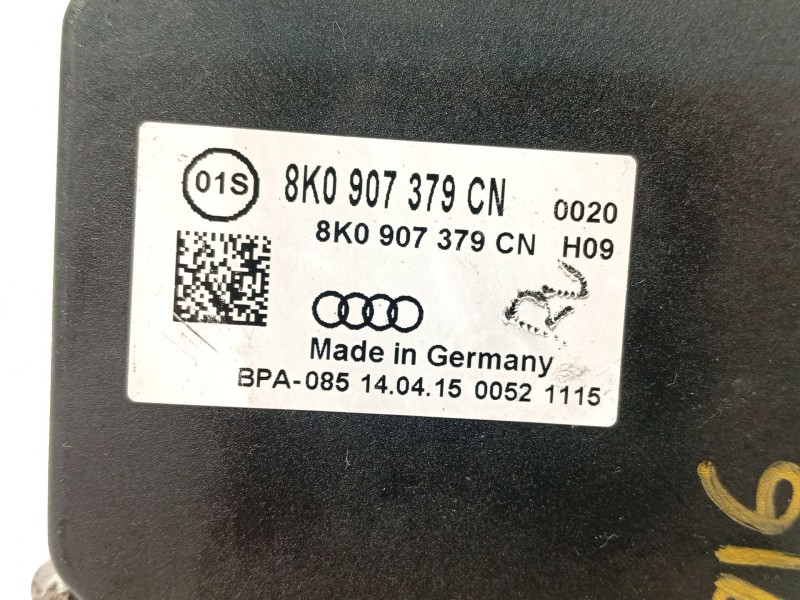 01S
8K0 907 379 CN 0020
8K0 907 379 CN H09
Made in Germany
BPA-085 14.04.15 0052 1115